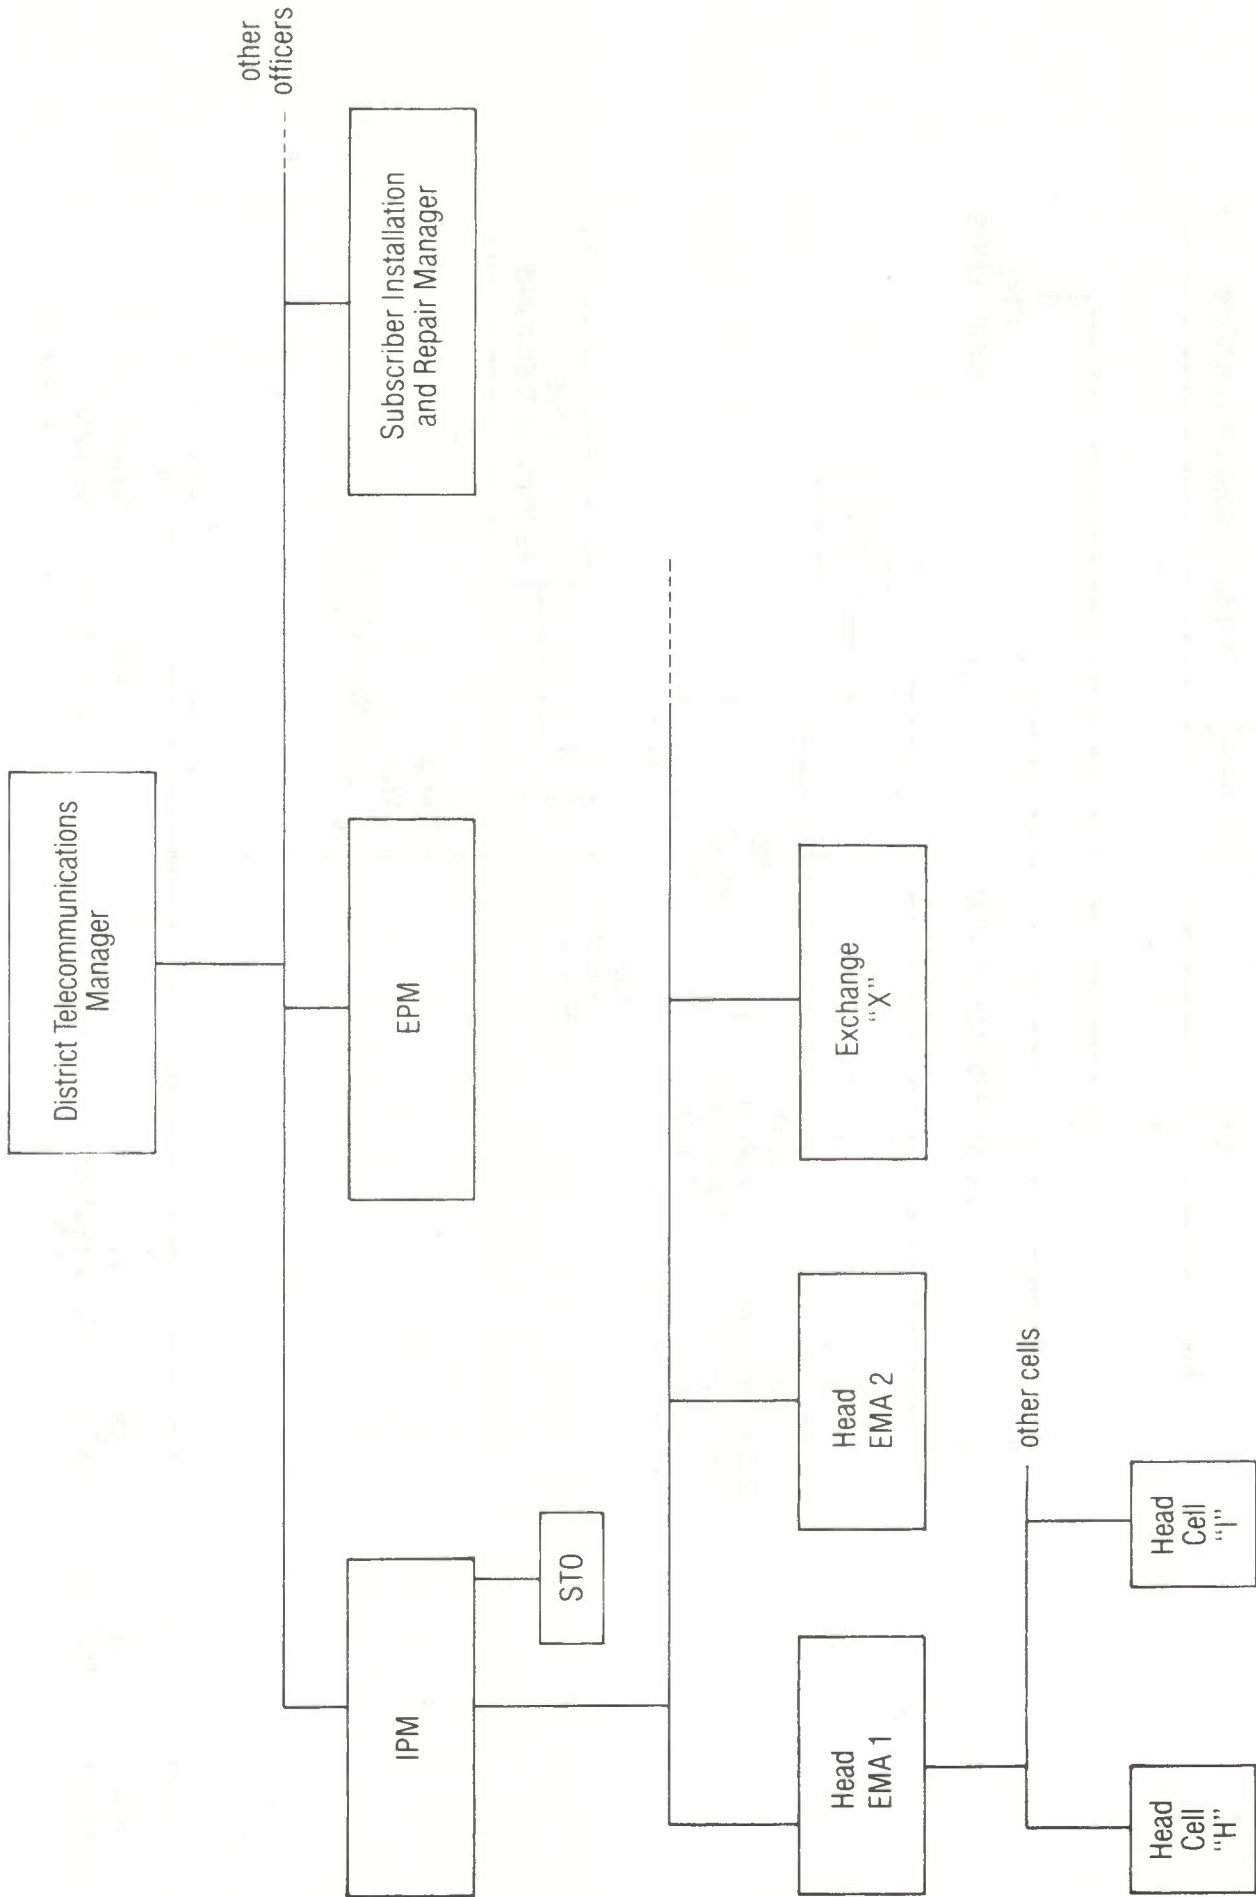 District Telecommunications
Manager
other
officers
IPM
EPM
Subscriber Installation
and Repair Manager
STO
Head
EMA 1
Head
EMA 2
Exchange
“X”
other cells
Head
Cell
“H”
Head
Cell
“I”